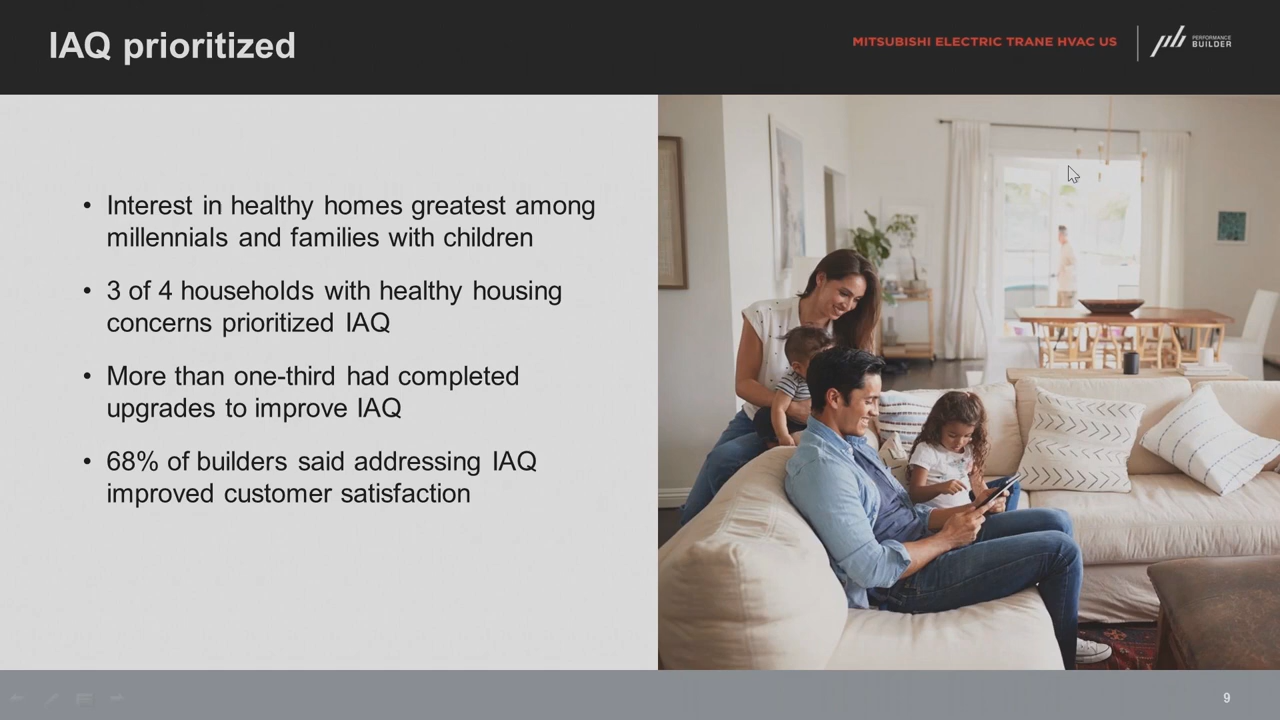 IAQ prioritized
MITSUBISHI ELECTRIC TRANE HVAC US
PERFORMANCE
BUILDER
• Interest in healthy homes greatest among
millennials and families with children
• 3 of 4 households with healthy housing
concerns prioritized IAQ
• More than one-third had completed
upgrades to improve IAQ
• 68% of builders said addressing IAQ
improved customer satisfaction
9